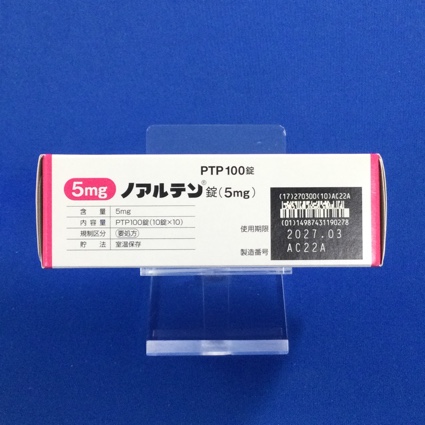 PTP100錠
5mg ノアルテン®錠(5mg)
含 量 5mg
内 容 量 PTP100錠(10錠×10)
規制区分 要処方
貯 法 室温保存
使用期限
製造番号
(17)270300(10)AC22A
(01)14987431190278
2027.03
AC22A